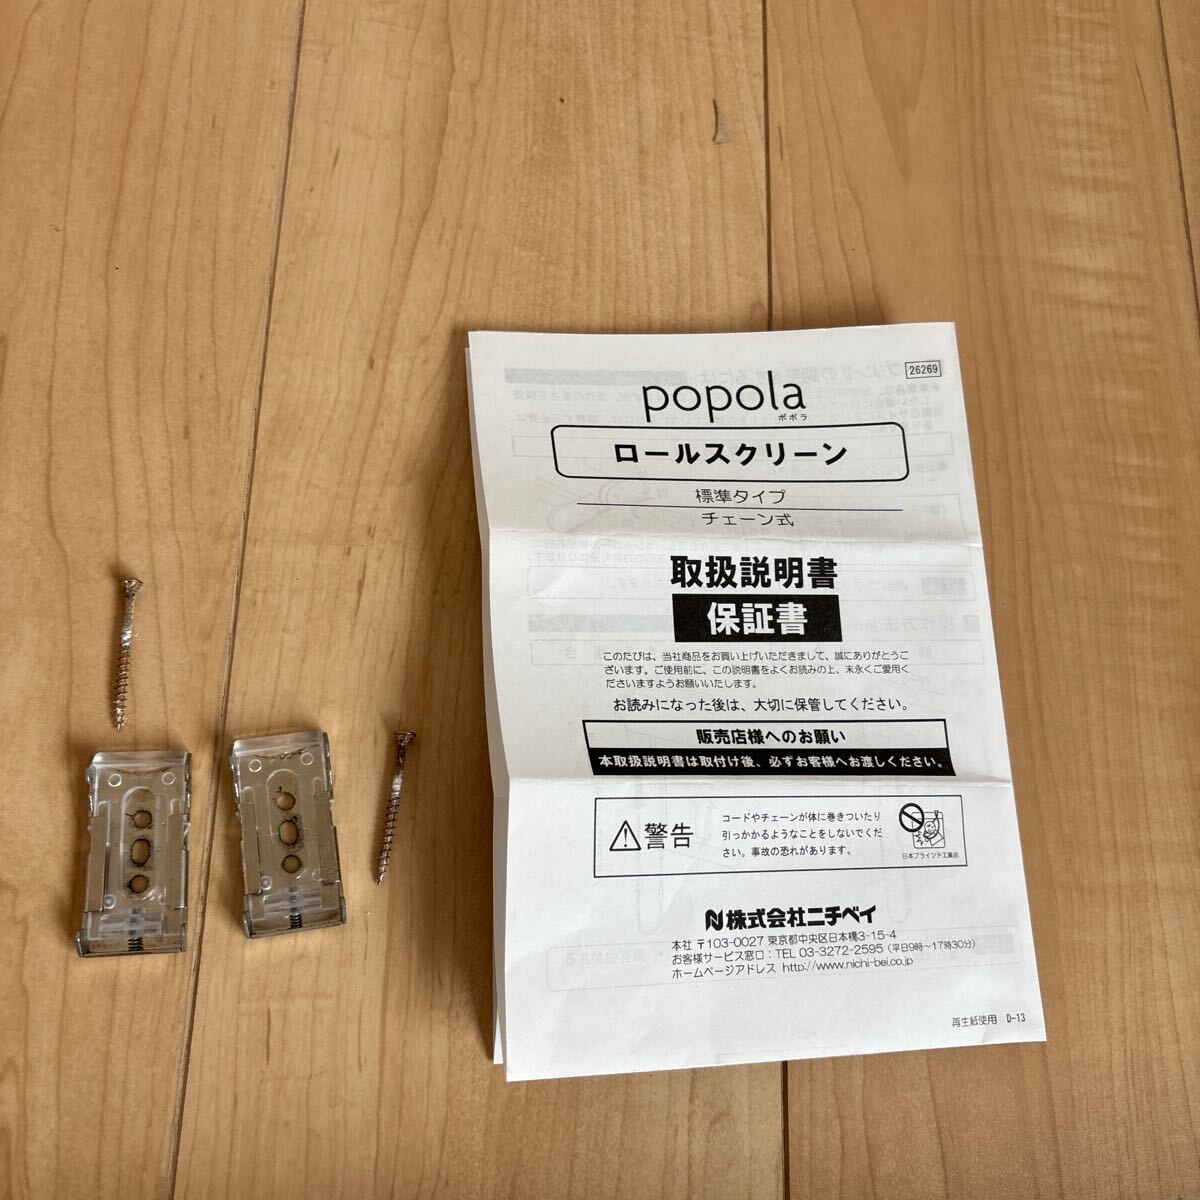 26269
popola
ポポラ
ロールスクリーン
標準タイプ
チェーン式
取扱説明書
保証書
このたびは、当社商品をお買い上げいただきまして、誠にありがとうご
ざいます。ご使用前に、この説明書をよくお読みの上、末永くご愛用く
ださいますようお願いいたします。
お読みになった後は、大切に保管してください。
販売店様へのお願い
本取扱説明書は取付け後、必ずお客様へお渡しください。
警告
コードやチェーンが体に巻きついたり
引っかかるようなことをしないでくだ
さい。事故の恐れがあります。
日本ブラインド工業会
株式会社ニチベイ
本社 〒103-0027 東京都中央区日本橋3-15-4
お客様サービス窓口：TEL 03-3272-2595（平日9時〜17時30分）
ホームページアドレス http://www.nichi-bei.co.jp
再生紙使用 D-13